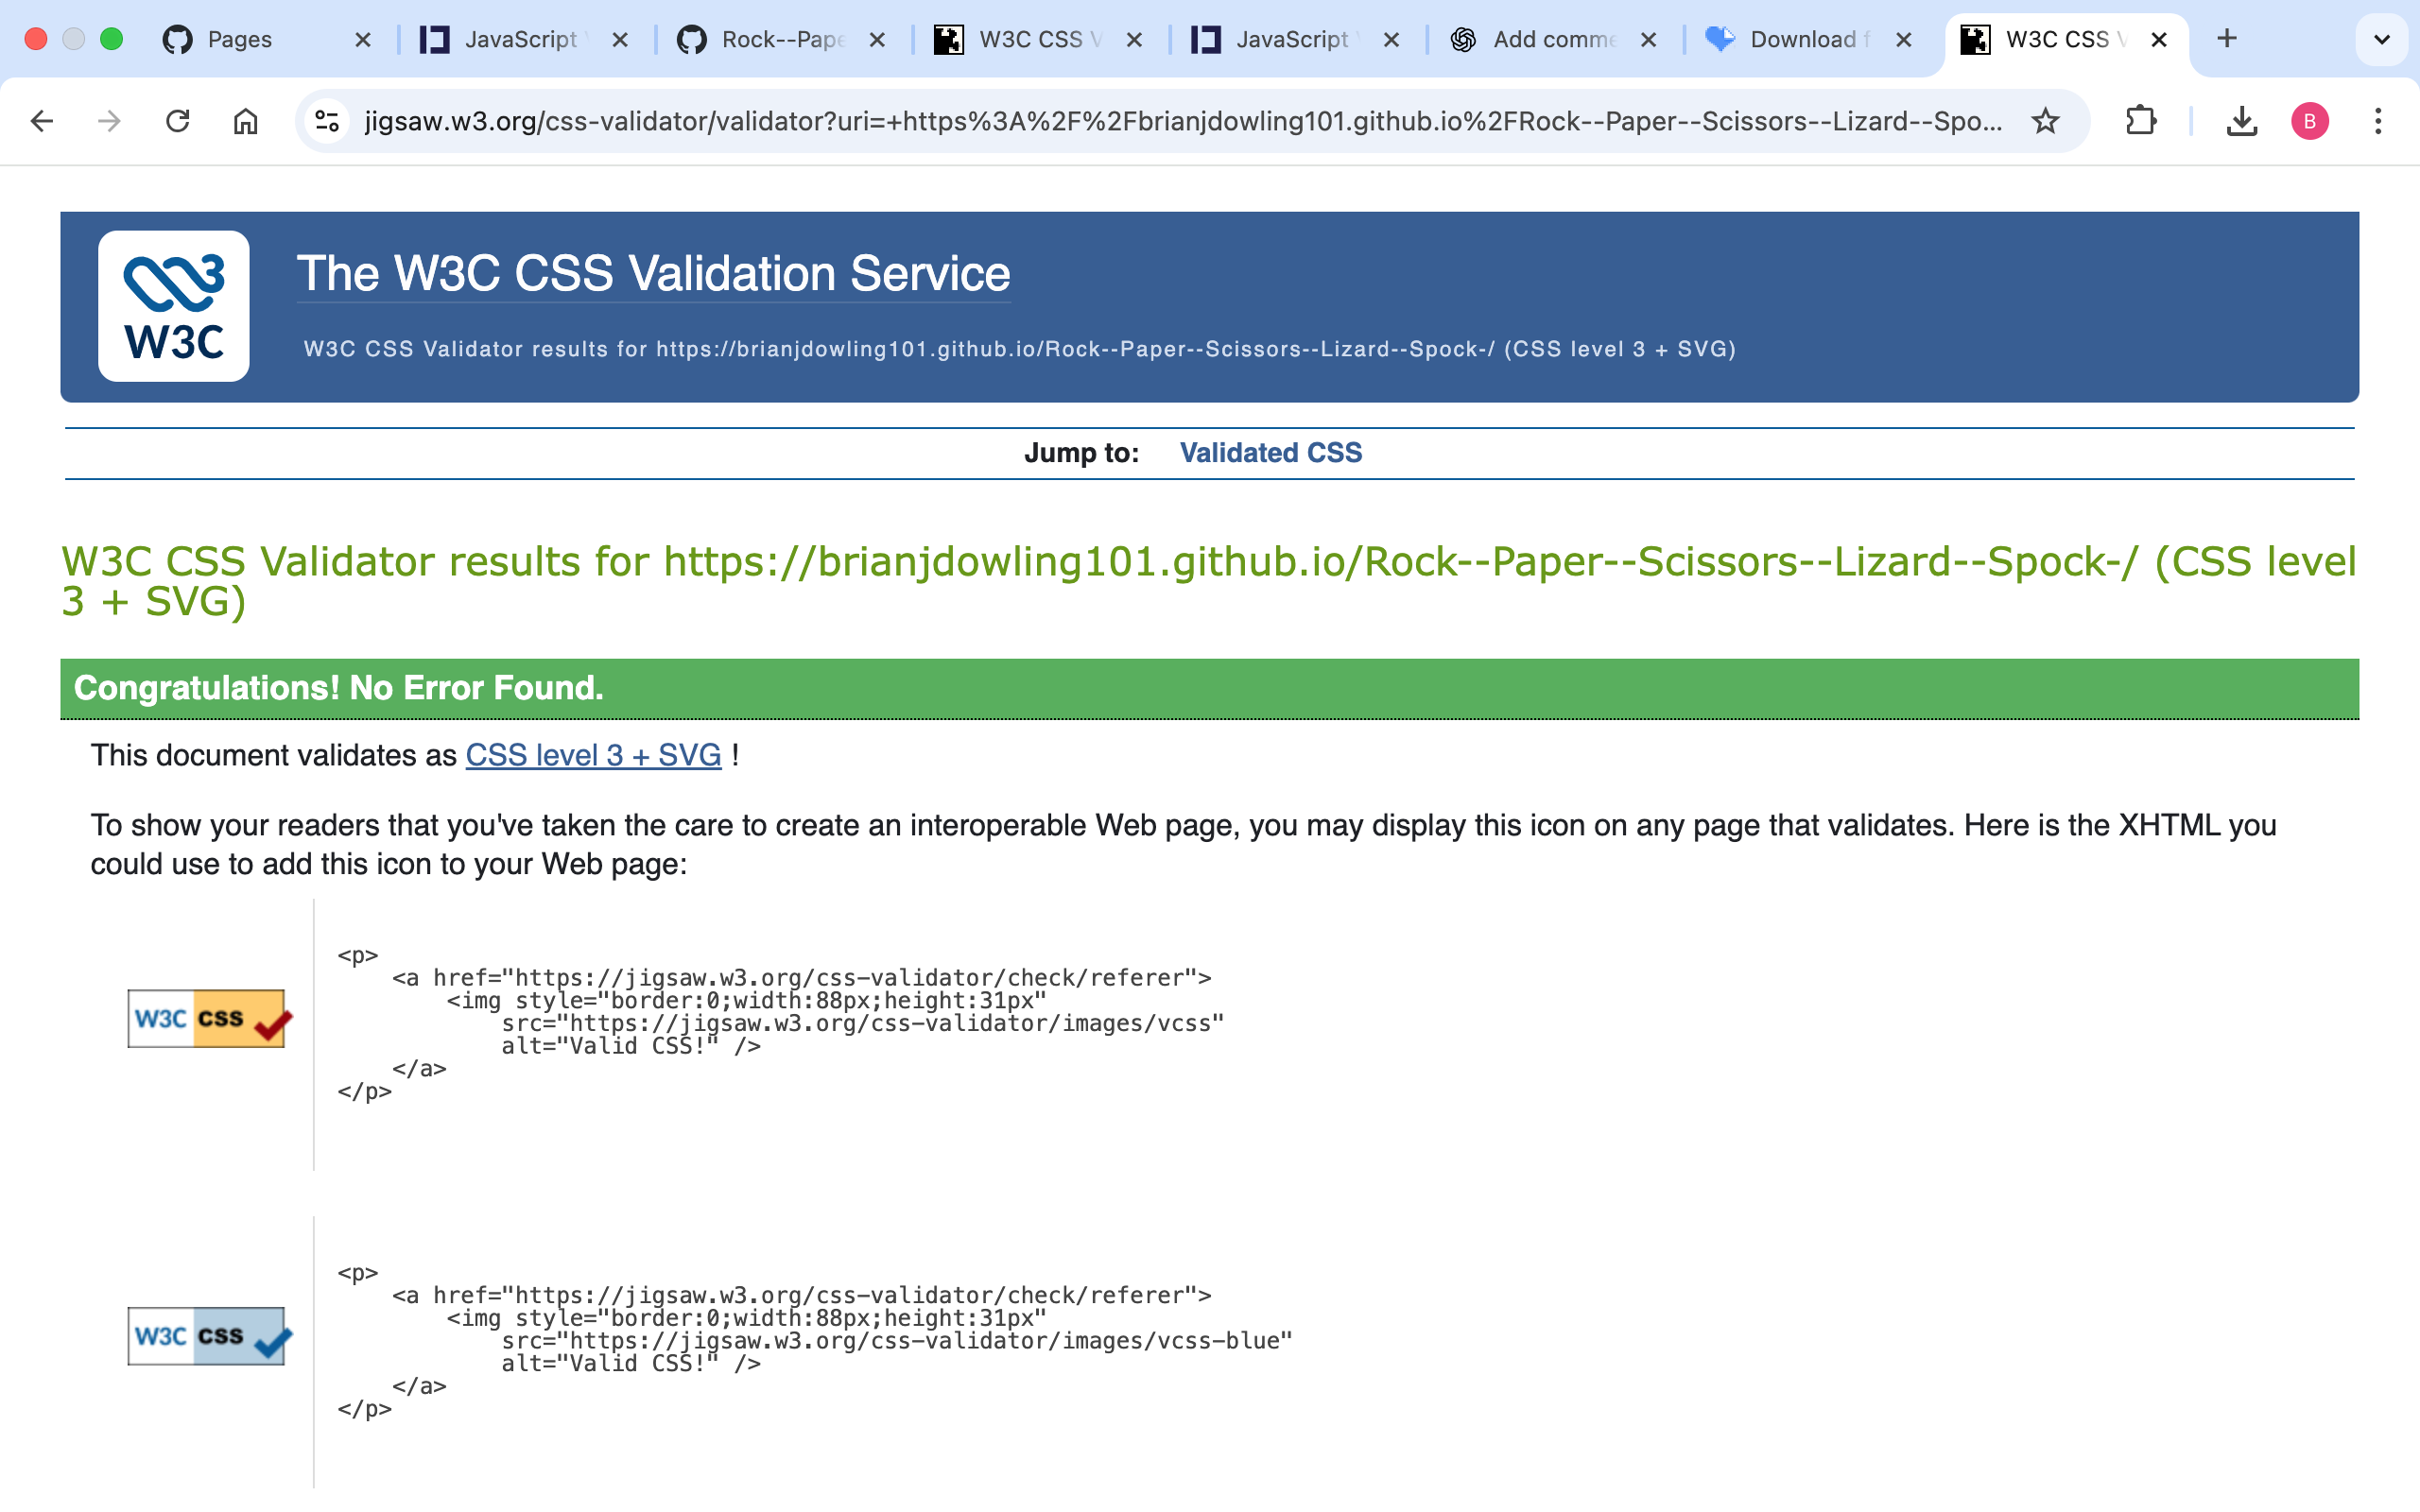 Pages
JavaScript
Rock--Pape
W3C CSS V
JavaScript
Add comme
Download f
W3C CSS V
jigsaw.w3.org/css-validator/validator?uri=+https%3A%2F%2Fbrianjdowling101.github.io%2FRock--Paper--Scissors--Lizard--Spo...
B
W3C
The W3C CSS Validation Service
W3C CSS Validator results for https://brianjdowling101.github.io/Rock--Paper--Scissors--Lizard--Spock-/ (CSS level 3 + SVG)
Jump to: Validated CSS
W3C CSS Validator results for https://brianjdowling101.github.io/Rock--Paper--Scissors--Lizard--Spock-/ (CSS level
3 + SVG)
Congratulations! No Error Found.
This document validates as CSS level 3 + SVG !
To show your readers that you've taken the care to create an interoperable Web page, you may display this icon on any page that validates. Here is the XHTML you
could use to add this icon to your Web page:
W3C CSS
<p>
<a href="https://jigsaw.w3.org/css-validator/check/referer">
<img style="border:0;width:88px;height:31px"
src="https://jigsaw.w3.org/css-validator/images/vcss"
alt="Valid CSS!" />
</a>
</p>
W3C CSS
<p>
<a href="https://jigsaw.w3.org/css-validator/check/referer">
<img style="border:0;width:88px;height:31px"
src="https://jigsaw.w3.org/css-validator/images/vcss-blue"
alt="Valid CSS!" />
</a>
</p>